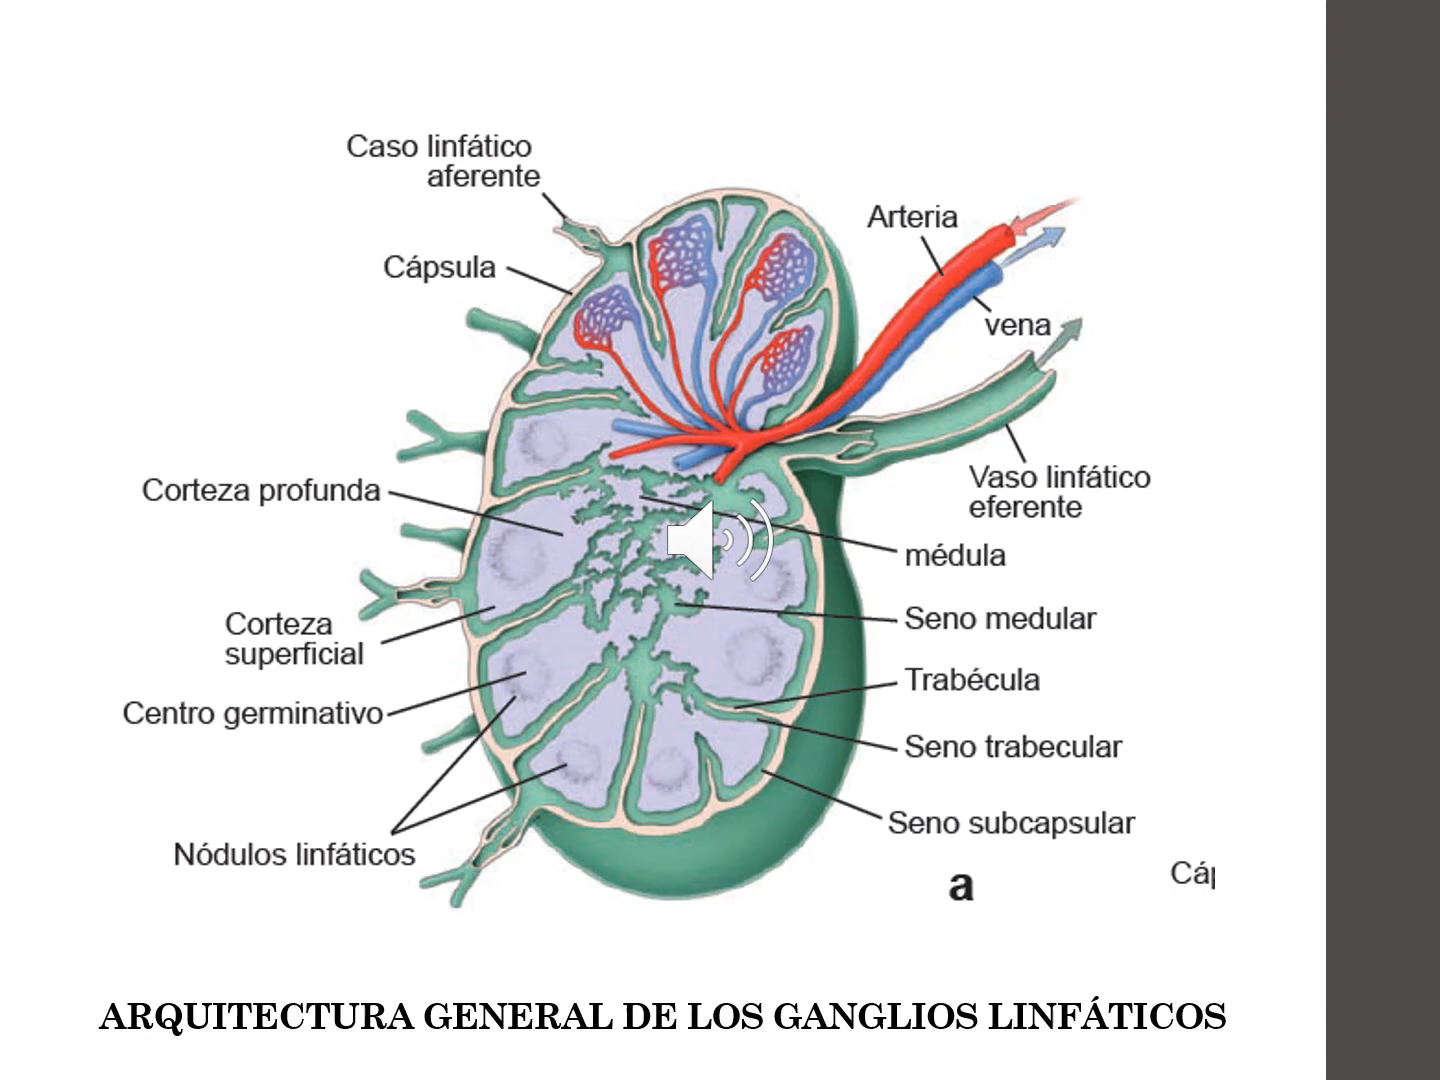 Caso linfático
aferente
Arteria
Cápsula
vena
Vaso linfático
eferente
Corteza profunda
médula
Seno medular
Corteza
superficial
Trabécula
Centro germinativo
Seno trabecular
Seno subcapsular
Nódulos linfáticos
a
Cáp
ARQUITECTURA GENERAL DE LOS GANGLIOS LINFÁTICOS